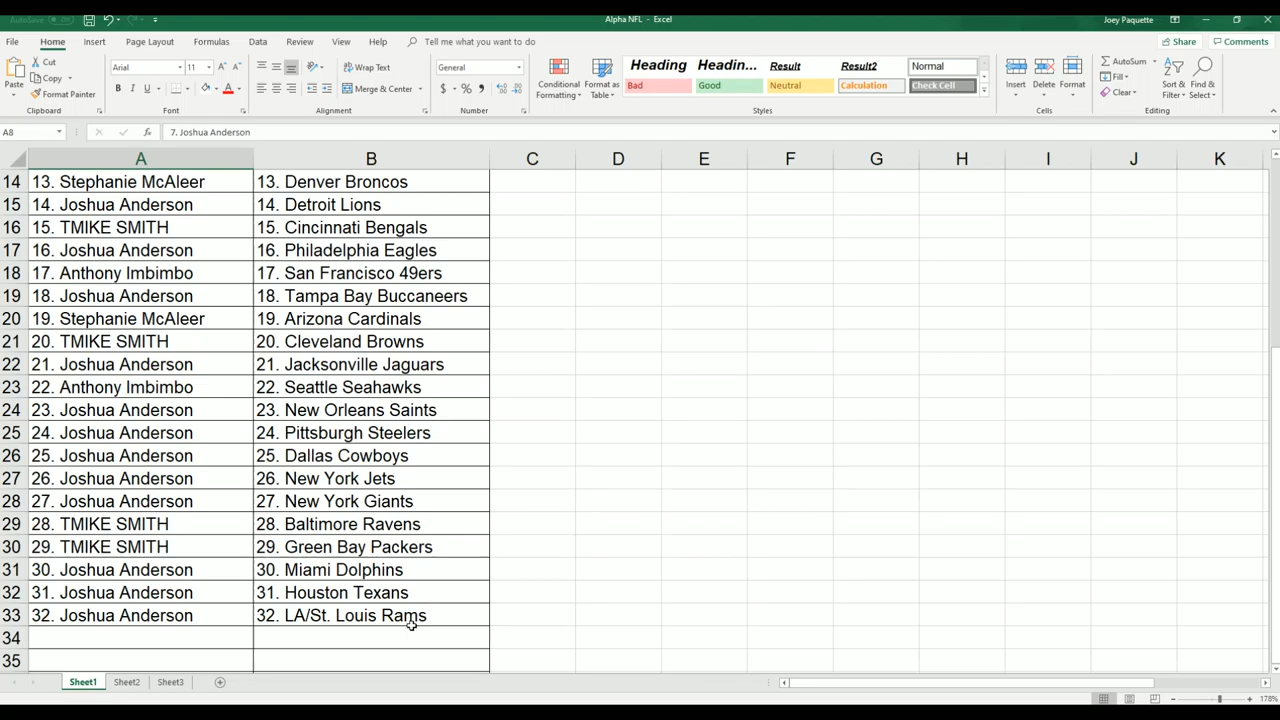 AutoSave Off
Alpha NFL - Excel
Joey Paquette
File Home Insert Page Layout Formulas Data Review View Help Tell me what you want to do Share Comments
Paste
Cut
Copy
Format Painter
Clipboard
Arial 11
B I U
Font
Wrap Text
Merge & Center
Alignment
General
$ % ,
Number
Conditional Formatting
Format as Table
Heading Headin... Result Result2 Normal
Bad Good Neutral Calculation Check Cell
Styles
Insert Delete Format
Cells
AutoSum
Fill
Clear
Sort & Filter
Find & Select
Editing
A8 fx 7. Joshua Anderson
A B C D E F G H I J K
14 13. Stephanie McAleer 13. Denver Broncos
15 14. Joshua Anderson 14. Detroit Lions
16 15. TMIKE SMITH 15. Cincinnati Bengals
17 16. Joshua Anderson 16. Philadelphia Eagles
18 17. Anthony Imbimbo 17. San Francisco 49ers
19 18. Joshua Anderson 18. Tampa Bay Buccaneers
20 19. Stephanie McAleer 19. Arizona Cardinals
21 20. TMIKE SMITH 20. Cleveland Browns
22 21. Joshua Anderson 21. Jacksonville Jaguars
23 22. Anthony Imbimbo 22. Seattle Seahawks
24 23. Joshua Anderson 23. New Orleans Saints
25 24. Joshua Anderson 24. Pittsburgh Steelers
26 25. Joshua Anderson 25. Dallas Cowboys
27 26. Joshua Anderson 26. New York Jets
28 27. Joshua Anderson 27. New York Giants
29 28. TMIKE SMITH 28. Baltimore Ravens
30 29. TMIKE SMITH 29. Green Bay Packers
31 30. Joshua Anderson 30. Miami Dolphins
32 31. Joshua Anderson 31. Houston Texans
33 32. Joshua Anderson 32. LA/St. Louis Rams
34
35
Sheet1 Sheet2 Sheet3
178%